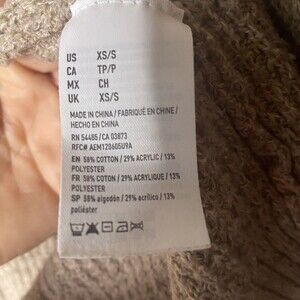 US XS/S
CA TP/P
MX CH
UK XS/S
MADE IN CHINA / FABRIQUÉ EN CHINE /
HECHO EN CHINA
RN 54485 / CA 03873
RFC# AEM120605U9A
EN 58% COTTON / 29% ACRYLIC / 13%
POLYESTER
FR 58% COTON / 29% ACRYLIQUE / 13%
POLYESTER
SP 58% algodón / 29% acrílico / 13%
poliéster